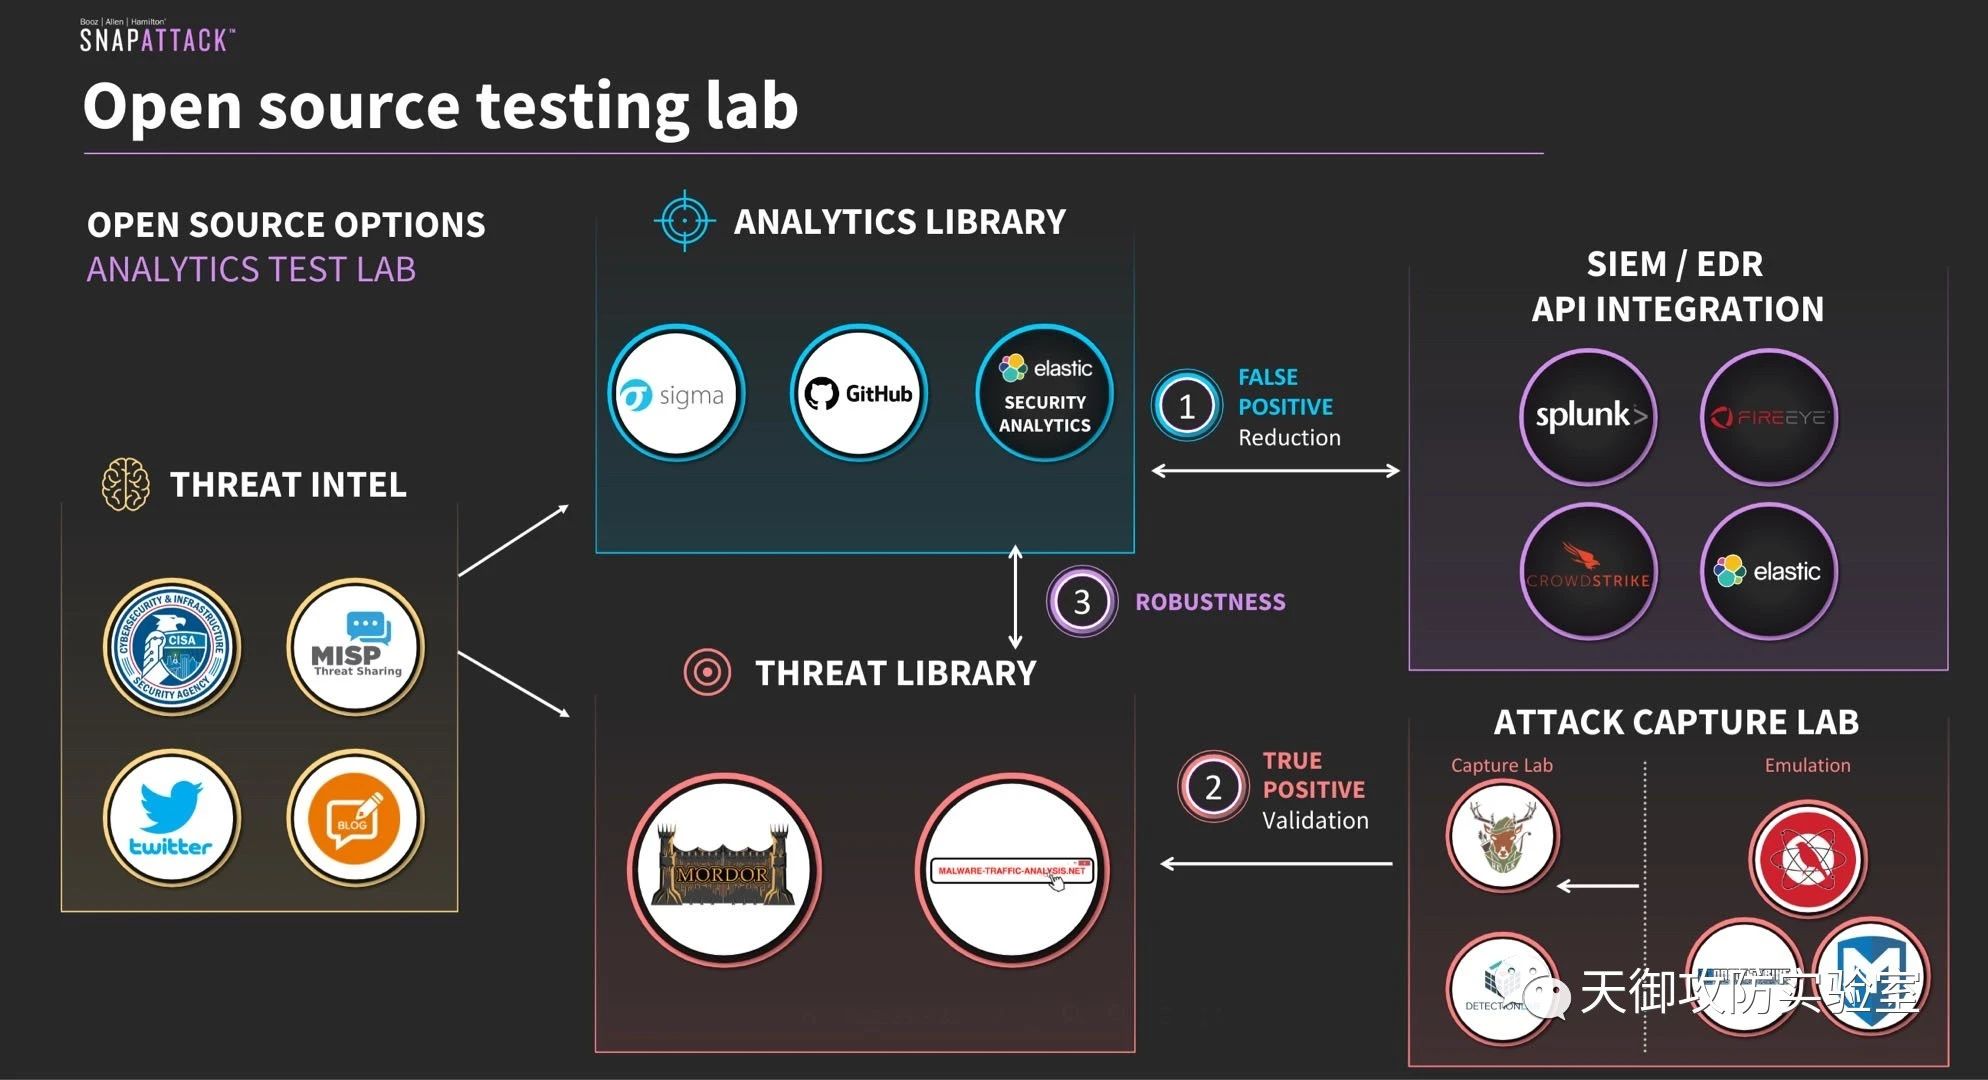 Booz | Allen | Hamilton
SNAPATTACK™
Open source testing lab
OPEN SOURCE OPTIONS
ANALYTICS TEST LAB
ANALYTICS LIBRARY
sigma
GitHub
elastic
SECURITY
ANALYTICS
1
FALSE
POSITIVE
Reduction
SIEM / EDR
API INTEGRATION
splunk>
FIREEYE
CROWDSTRIKE
elastic
THREAT INTEL
CYBERSECURITY & INFRASTRUCTURE
CISA
SECURITY AGENCY
MISP
Threat Sharing
twitter
BLOG
3
ROBUSTNESS
THREAT LIBRARY
MORDOR
MALWARE-TRAFFIC-ANALYSIS.NET
2
TRUE
POSITIVE
Validation
ATTACK CAPTURE LAB
Capture Lab
Emulation
M
天御攻防实验室